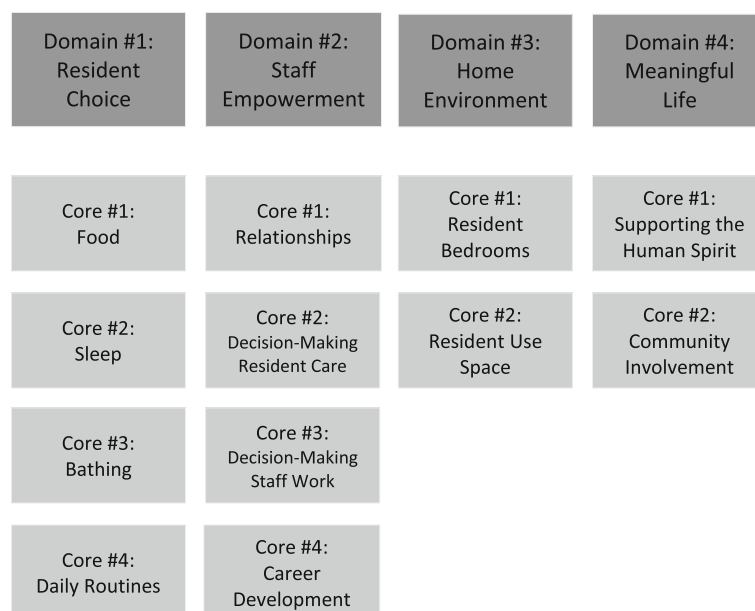 Domain #1:
Resident
Choice
Domain #2:
Staff
Empowerment
Domain #3:
Home
Environment
Domain #4:
Meaningful
Life
Core #1:
Food
Core #1:
Relationships
Core #1:
Resident
Bedrooms
Core #1:
Supporting the
Human Spirit
Core #2:
Sleep
Core #2:
Decision-Making
Resident Care
Core #2:
Resident Use
Space
Core #2:
Community
Involvement
Core #3:
Bathing
Core #3:
Decision-Making
Staff Work
Core #4:
Daily Routines
Core #4:
Career
Development